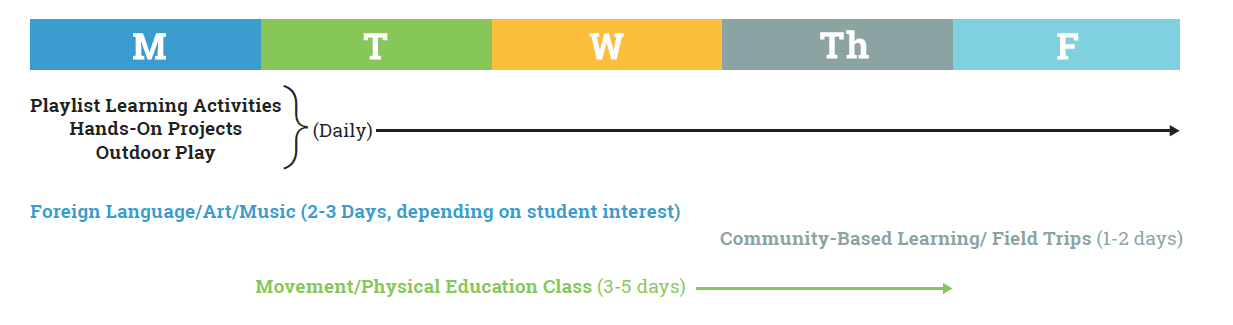 M T W Th F
Playlist Learning Activities
Hands-On Projects
(Daily)
Outdoor Play
Foreign Language/Art/Music (2-3 Days, depending on student interest)
Community-Based Learning/ Field Trips (1-2 days)
Movement/Physical Education Class (3-5 days)